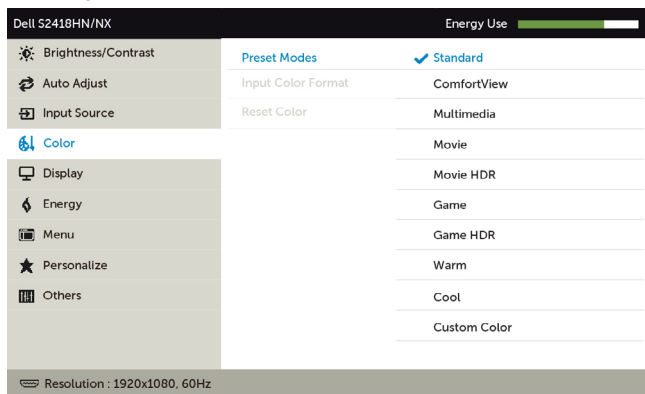 Dell S2418HN/NX Energy Use
Brightness/Contrast
Auto Adjust
Input Source
Color
Display
Energy
Menu
Personalize
Others
Preset Modes
Input Color Format
Reset Color
Standard
ComfortView
Multimedia
Movie
Movie HDR
Game
Game HDR
Warm
Cool
Custom Color
Resolution : 1920x1080, 60Hz